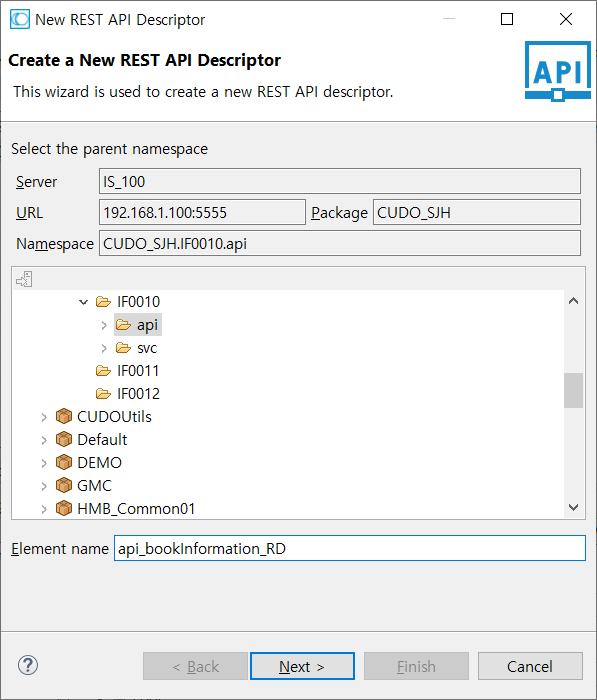 New REST API Descriptor
Create a New REST API Descriptor
This wizard is used to create a new REST API descriptor.
API
Select the parent namespace
Server IS_100
URL 192.168.1.100:5555 Package CUDO_SJH
Namespace CUDO_SJH.IF0010.api
IF0010
api
svc
IF0011
IF0012
CUDOUtils
Default
DEMO
GMC
HMB_Common01
Element name api_bookInformation_RD
? < Back Next > Finish Cancel